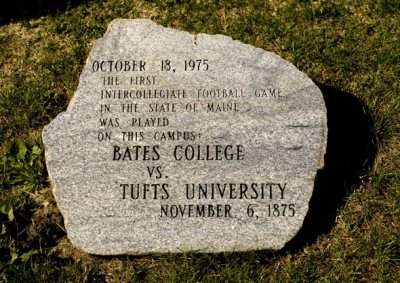 OCTOBER 18, 1975
THE FIRST
INTERCOLLEGIATE FOOTBALL GAME
IN THE STATE OF MAINE
WAS PLAYED
ON THIS CAMPUS
BATES COLLEGE
VS.
TUFTS UNIVERSITY
NOVEMBER 6, 1875